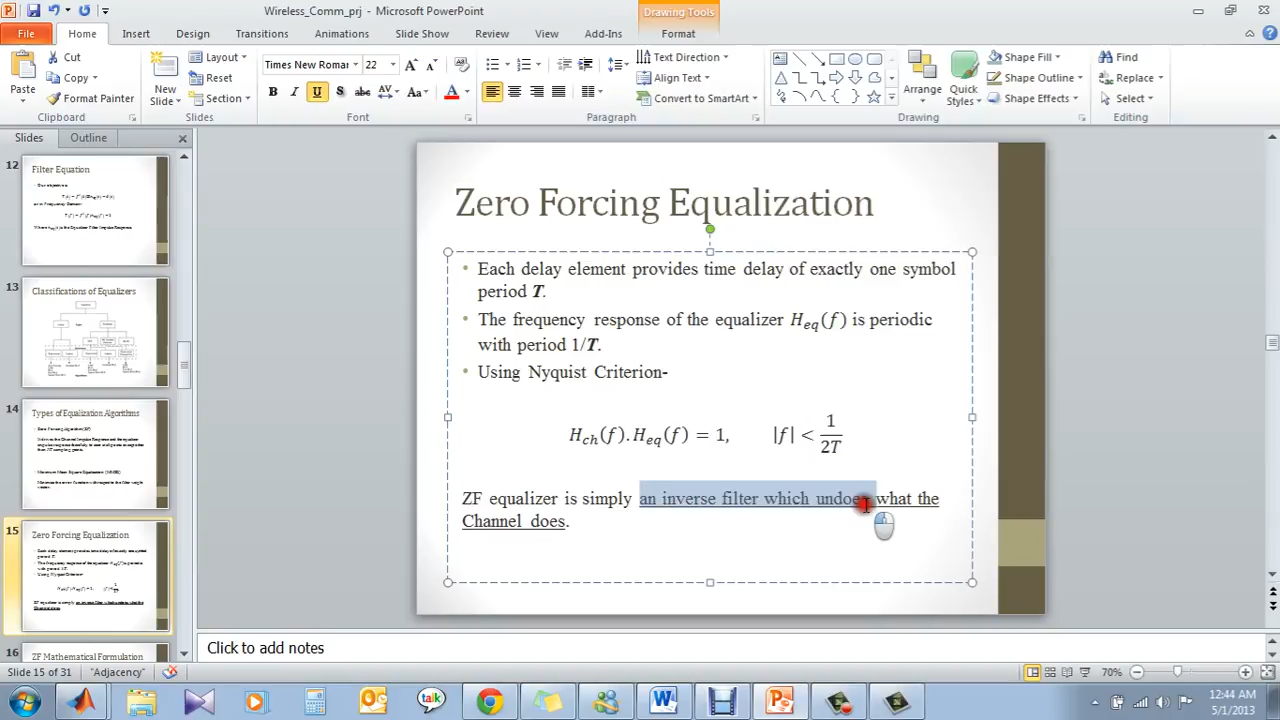 Wireless_Comm_prj - Microsoft PowerPoint
Drawing Tools
File Home Insert Design Transitions Animations Slide Show Review View Add-Ins Format
Cut
Copy
Format Painter
Paste
Clipboard
New
Slide
Layout
Reset
Section
Slides
Times New Romar 22
Font
Text Direction
Align Text
Convert to SmartArt
Paragraph
Arrange
Quick
Styles
Shape Fill
Shape Outline
Shape Effects
Drawing
Find
Replace
Select
Editing
Slides Outline
12
Filter Equation
13
Classifications of Equalizers
14
Types of Equalization Algorithms
15
Zero Forcing Equalization
16
ZF Mathematical Formulation
Zero Forcing Equalization
• Each delay element provides time delay of exactly one symbol
period T.
• The frequency response of the equalizer H_eq(f) is periodic
with period 1/T.
• Using Nyquist Criterion-
H_ch(f).H_eq(f) = 1, |f| < 1/2T
ZF equalizer is simply an inverse filter which undoes what the
Channel does.
Click to add notes
Slide 15 of 31 "Adjacency" 70%
talk
12:44 AM
5/1/2013